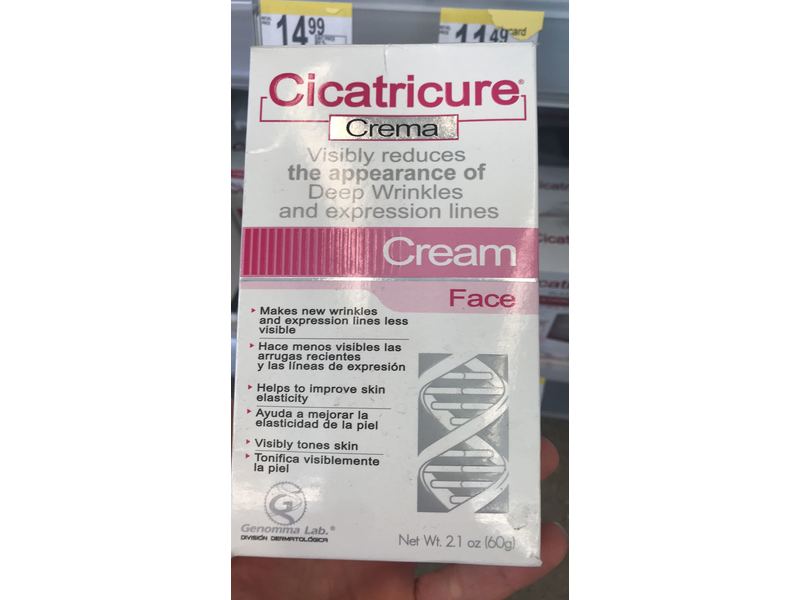 14 99
11 49
card
Cicatricure®
Crema
Visibly reduces
the appearance of
Deep Wrinkles
and expression lines
Cream
Face
Makes new wrinkles
and expression lines less
visible
Hace menos visibles las
arrugas recientes
y las líneas de expresión
Helps to improve skin
elasticity
Ayuda a mejorar la
elasticidad de la piel
Visibly tones skin
Tonifica visiblemente
la piel
Genomma Lab.®
DIVISIÓN DERMATOLÓGICA
Net Wt. 2.1 oz (60g)